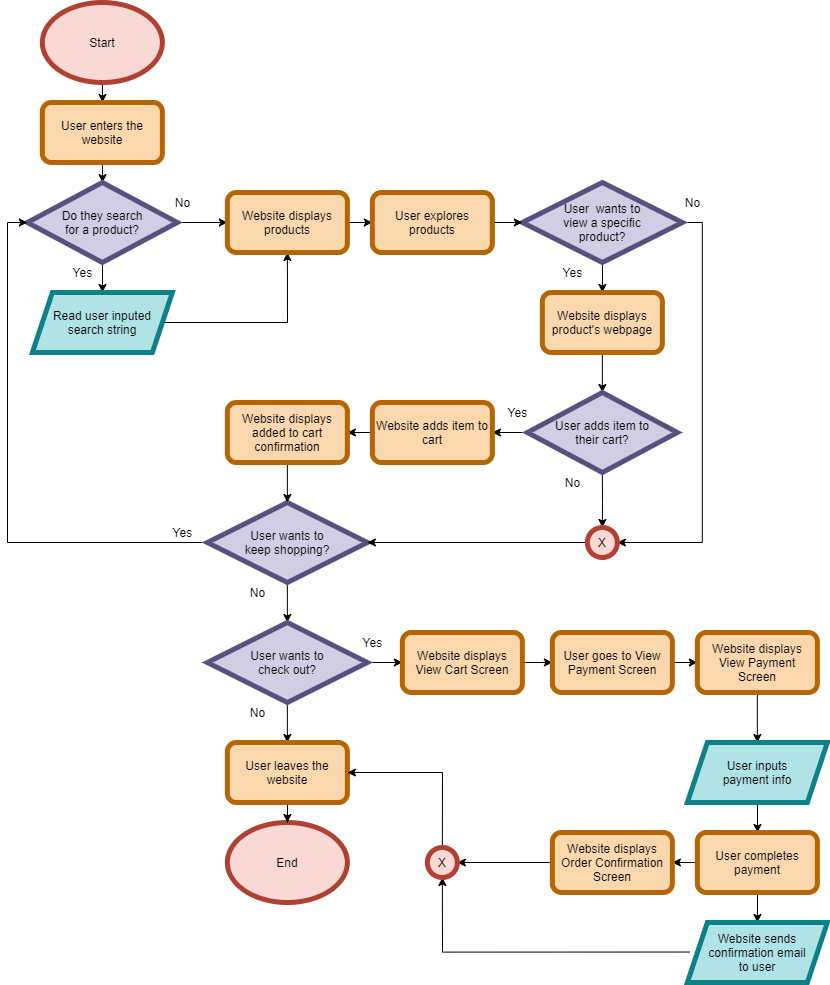 Start
User enters the
website
Do they search
for a product?
No
Yes
Read user inputed
search string
Website displays
products
User explores
products
User  wants to
view a specific
product?
No
Yes
Website displays
product's webpage
User adds item to
their cart?
Yes
No
Website adds item to
cart
Website displays
added to cart
confirmation
X
User wants to
keep shopping?
Yes
No
User wants to
check out?
Yes
No
Website displays
View Cart Screen
User goes to View
Payment Screen
Website displays
View Payment
Screen
User inputs
payment info
User completes
payment
Website displays
Order Confirmation
Screen
Website sends
confirmation email
to user
X
User leaves the
website
End